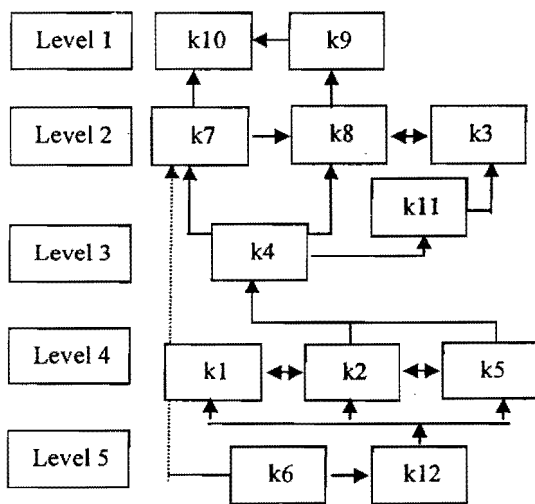 Level 1
k10
k9
Level 2
k7
k8
k3
k11
Level 3
k4
Level 4
k1
k2
k5
Level 5
k6
k12